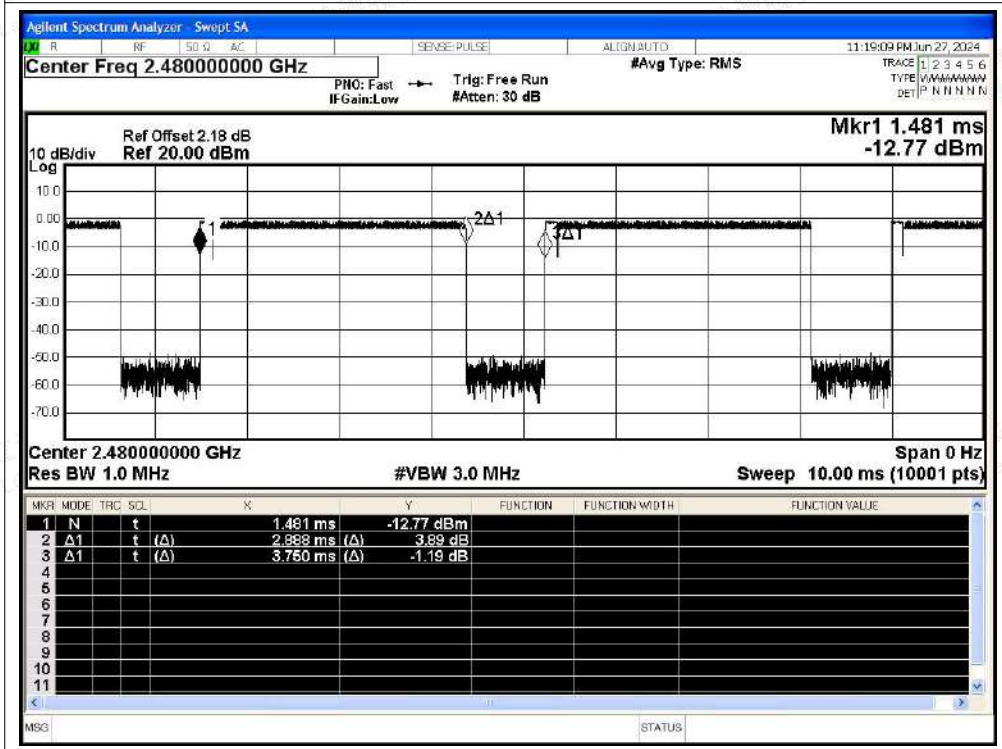 Agilent Spectrum Analyzer - Swept SA
LXI R RF 50 Ω AC SENSE:PULSE ALIGN AUTO 11:19:09 PM Jun 27, 2024
Center Freq 2.480000000 GHz #Avg Type: RMS TRACE 1 2 3 4 5 6
PNO: Fast Trig: Free Run TYPE
IFGain:Low #Atten: 30 dB DET P N N N N N
Mkr1 1.481 ms
Ref Offset 2.18 dB
10 dB/div Ref 20.00 dBm -12.77 dBm
Log
10.0
0.00
1 2Δ1
3Δ1
-10.0
-20.0
-30.0
-40.0
-50.0
-60.0
-70.0
Center 2.480000000 GHz Span 0 Hz
Res BW 1.0 MHz #VBW 3.0 MHz Sweep 10.00 ms (10001 pts)
MKR MODE TRC SCL X Y FUNCTION FUNCTION WIDTH FUNCTION VALUE
1 N t 1.481 ms -12.77 dBm
2 Δ1 t (Δ) 2.888 ms (Δ) 3.89 dB
3 Δ1 t (Δ) 3.750 ms (Δ) -1.19 dB
4
5
6
7
8
9
10
11
MSG STATUS